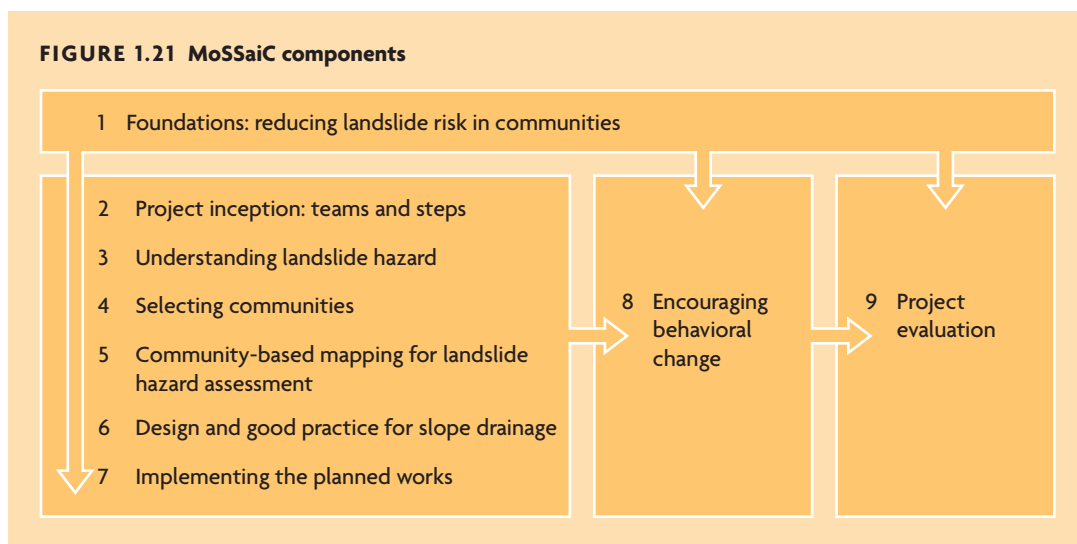 FIGURE 1.21 MoSSaiC components
1 Foundations: reducing landslide risk in communities
2 Project inception: teams and steps
3 Understanding landslide hazard
4 Selecting communities
5 Community-based mapping for landslide
hazard assessment
6 Design and good practice for slope drainage
7 Implementing the planned works
8 Encouraging
behavioral
change
9 Project
evaluation